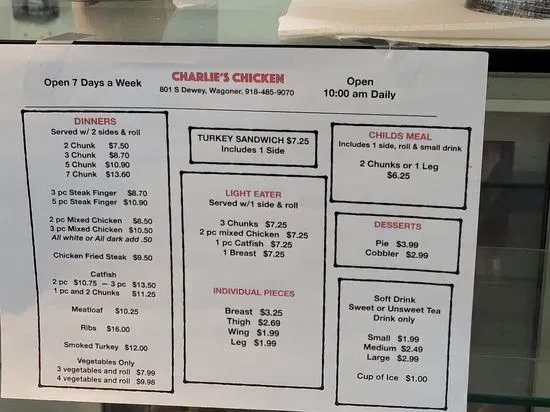 Open 7 Days a Week
CHARLIE'S CHICKEN
801 S Dewey, Wagoner. 918-485-9070
Open
10:00 am Daily
DINNERS
Served w/ 2 sides & roll
2 Chunk $7.50
3 Chunk $8.70
5 Chunk $10.90
7 Chunk $13.60
3 pc Steak Finger $8.70
5 pc Steak Finger $10.90
2 pc Mixed Chicken $8.50
3 pc Mixed Chicken $10.50
All white or All dark add .50
Chicken Fried Steak $9.50
Catfish
2 pc $10.75 — 3 pc $13.50
1 pc and 2 Chunks $11.25
Meatloaf $10.25
Ribs $16.00
Smoked Turkey $12.00
Vegetables Only
3 vegetables and roll $7.99
4 vegetables and roll $9.98
TURKEY SANDWICH $7.25
Includes 1 Side
LIGHT EATER
Served w/1 side & roll
3 Chunks $7.25
2 pc mixed Chicken $7.25
1 pc Catfish $7.25
1 Breast $7.25
INDIVIDUAL PIECES
Breast $3.25
Thigh $2.69
Wing $1.99
Leg $1.99
CHILDS MEAL
Includes 1 side, roll & small drink
2 Chunks or 1 Leg
$6.25
DESSERTS
Pie $3.99
Cobbler $2.99
Soft Drink
Sweet or Unsweet Tea
Drink only
Small $1.99
Medium $2.49
Large $2.99
Cup of Ice $1.00